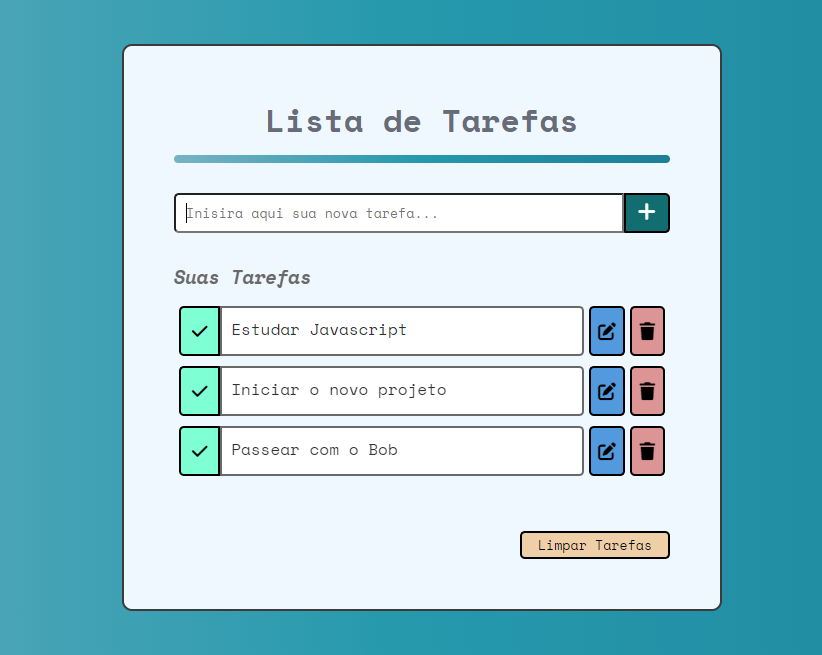 Lista de Tarefas
Inisira aqui sua nova tarefa...
Suas Tarefas
Estudar Javascript
Iniciar o novo projeto
Passear com o Bob
Limpar Tarefas